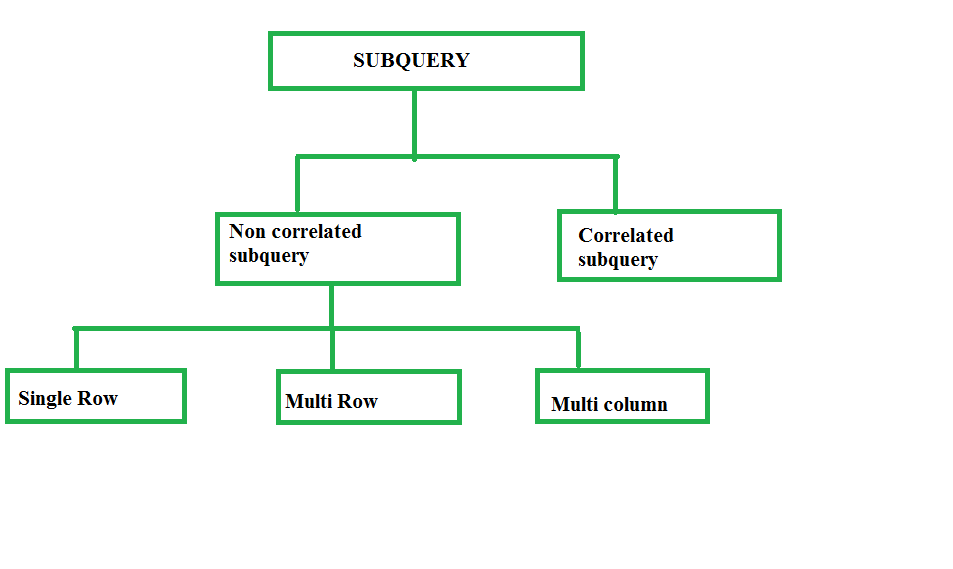 SUBQUERY
Non correlated
subquery
Correlated
subquery
Single Row
Multi Row
Multi column